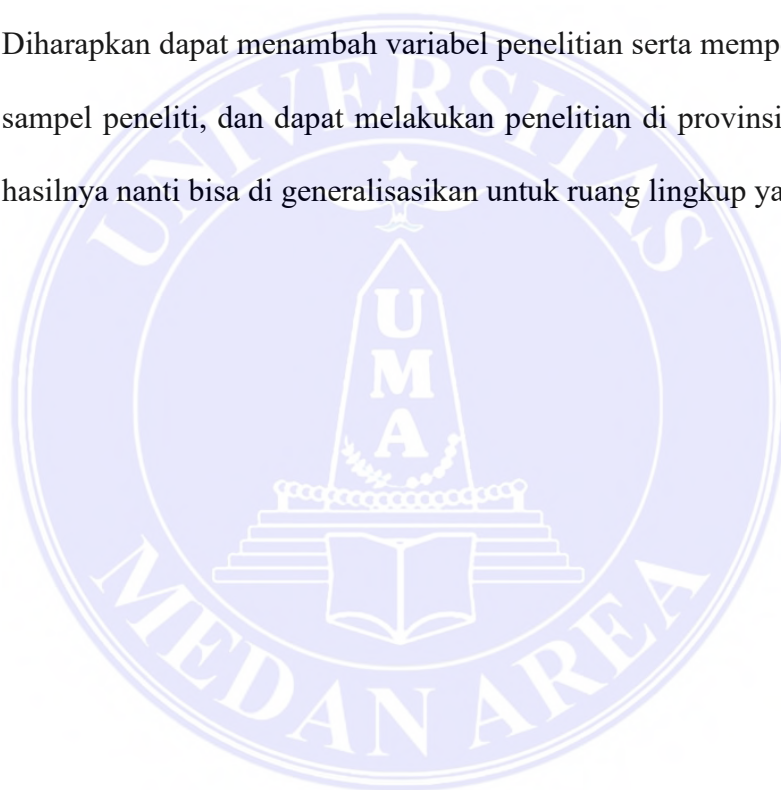 Diharapkan dapat menambah variabel penelitian serta memp
sampel peneliti, dan dapat melakukan penelitian di provinsi
hasilnya nanti bisa di generalisasikan untuk ruang lingkup ya
UNIVERSITAS
U
M
A
MEDAN AREA